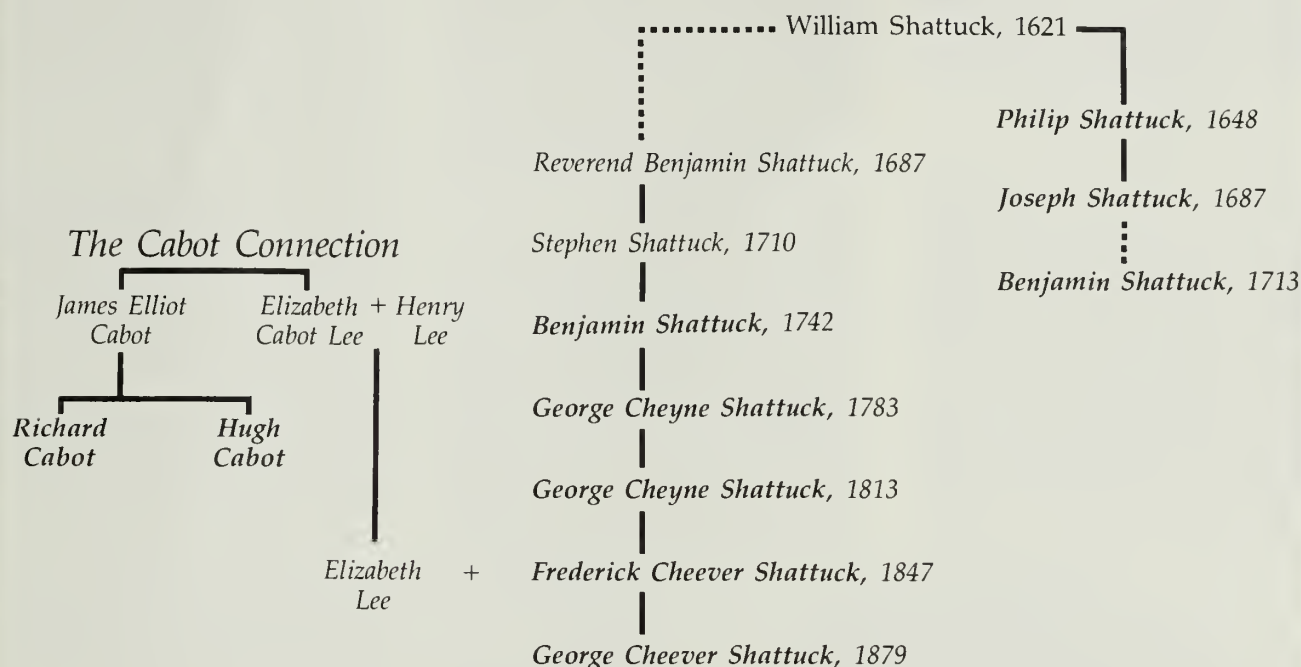 William Shattuck, 1621
Philip Shattuck, 1648
Reverend Benjamin Shattuck, 1687
Joseph Shattuck, 1687
The Cabot Connection
Stephen Shattuck, 1710
Benjamin Shattuck, 1713
James Elliot
Cabot
Elizabeth + Henry
Cabot Lee Lee
Benjamin Shattuck, 1742
George Cheyne Shattuck, 1783
Richard
Cabot
Hugh
Cabot
George Cheyne Shattuck, 1813
Elizabeth
Lee
+ Frederick Cheever Shattuck, 1847
George Cheever Shattuck, 1879